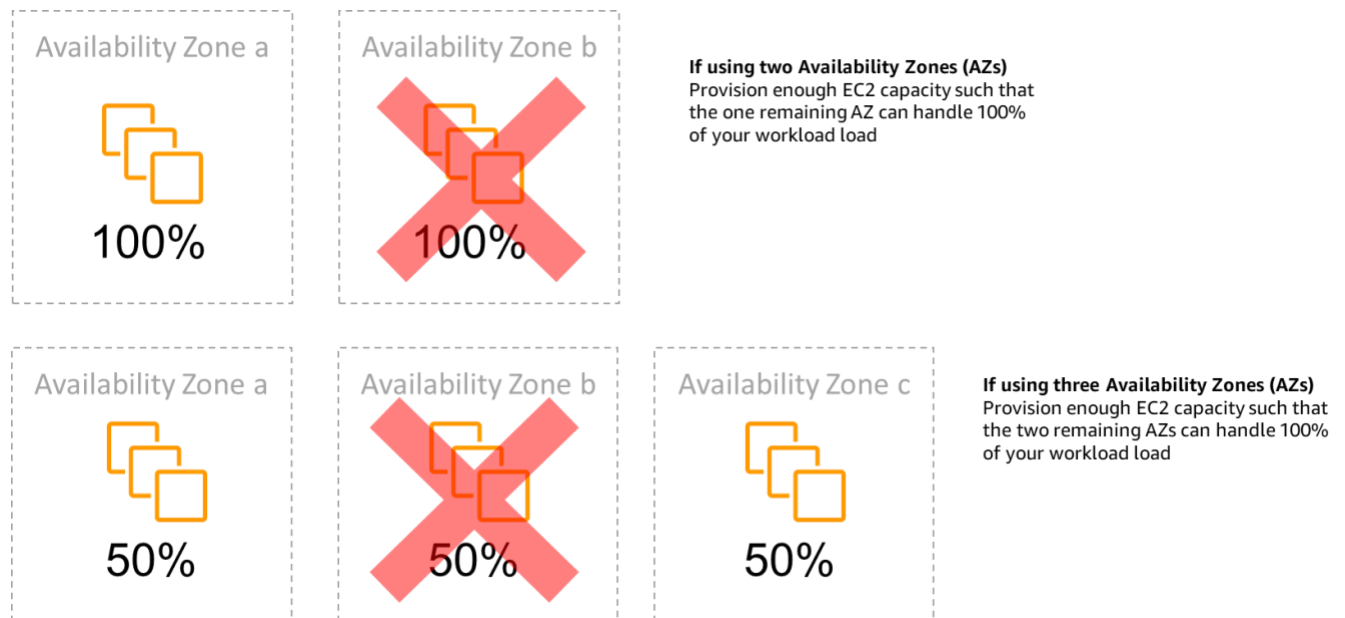 Availability Zone a
Availability Zone b
100%
100%
If using two Availability Zones (AZs)
Provision enough EC2 capacity such that
the one remaining AZ can handle 100%
of your workload load
Availability Zone a
Availability Zone b
Availability Zone c
50%
50%
50%
If using three Availability Zones (AZs)
Provision enough EC2 capacity such that
the two remaining AZs can handle 100%
of your workload load